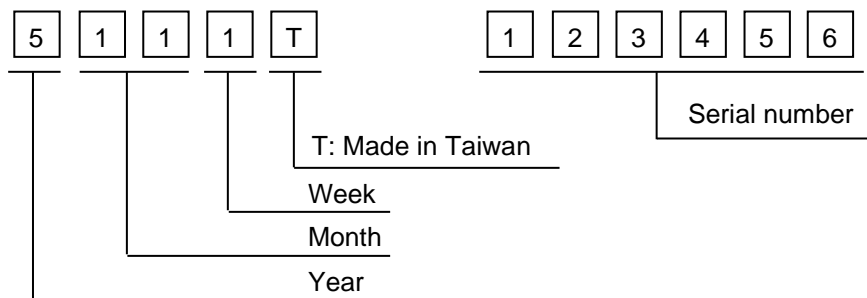 5 1 1 1 T 1 2 3 4 5 6
Serial number
T: Made in Taiwan
Week
Month
Year